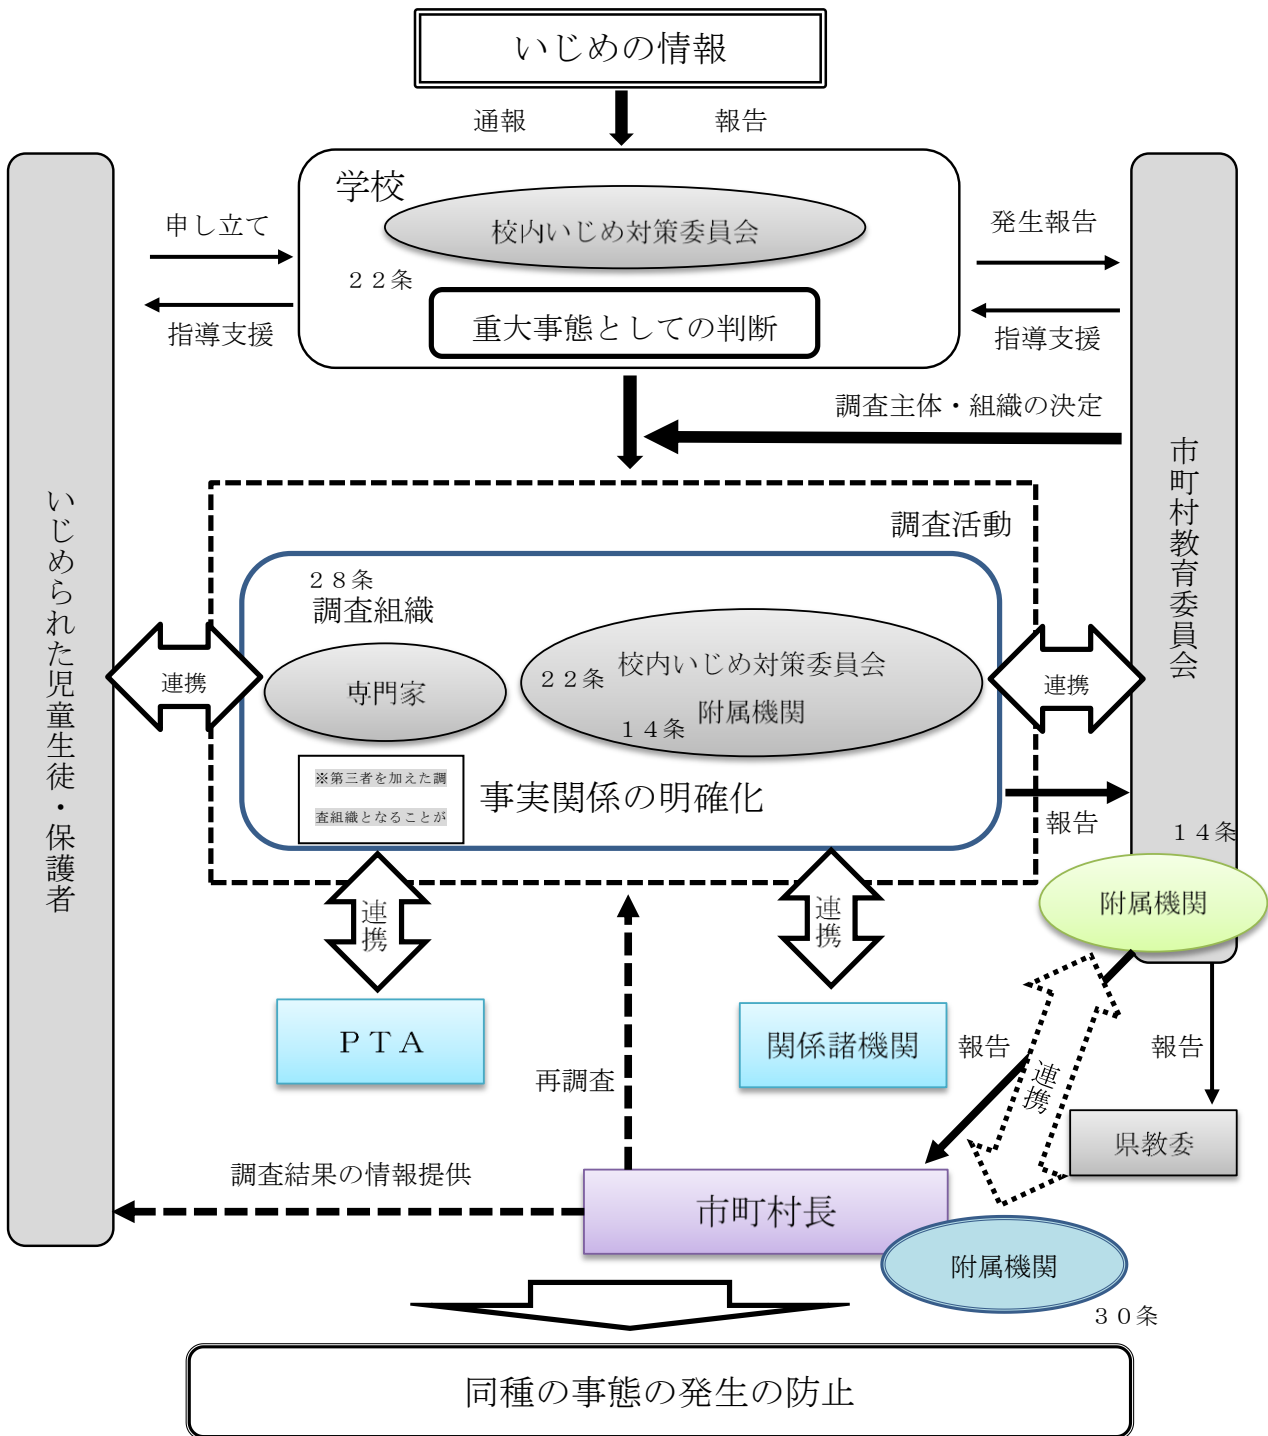 いじめの情報
通報
報告
学校
校内いじめ対策委員会
２２条
重大事態としての判断
申し立て
指導支援
発生報告
指導支援
調査主体・組織の決定
いじめられた児童生徒・保護者
市町村教育委員会
調査活動
２８条
調査組織
専門家
２２条
校内いじめ対策委員会
附属機関
１４条
※第三者を加えた調
査組織となることが
事実関係の明確化
連携
連携
報告
１４条
附属機関
連携
連携
ＰＴＡ
関係諸機関
報告
連携
報告
再調査
県教委
調査結果の情報提供
市町村長
附属機関
３０条
同種の事態の発生の防止